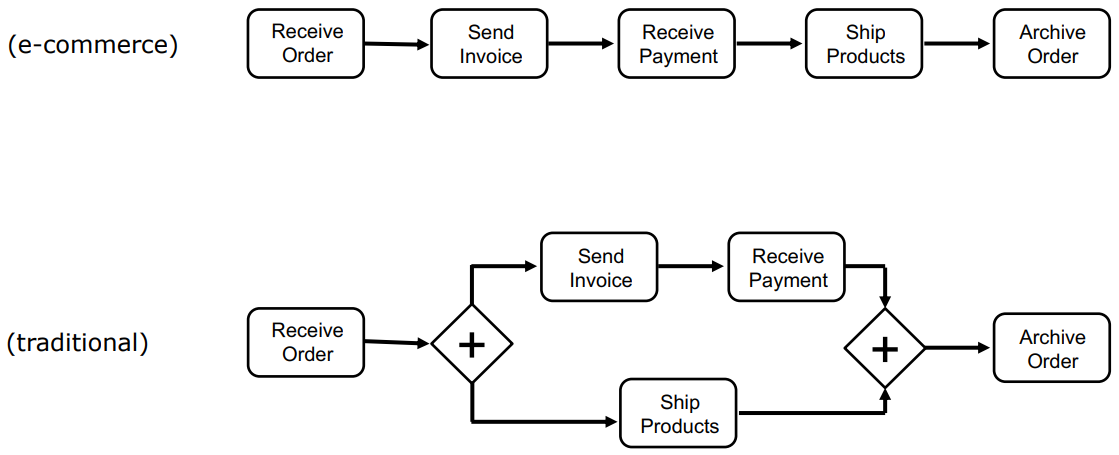 (e-commerce)
Receive
Order
Send
Invoice
Receive
Payment
Ship
Products
Archive
Order
(traditional)
Receive
Order
+
Send
Invoice
Receive
Payment
Ship
Products
+
Archive
Order